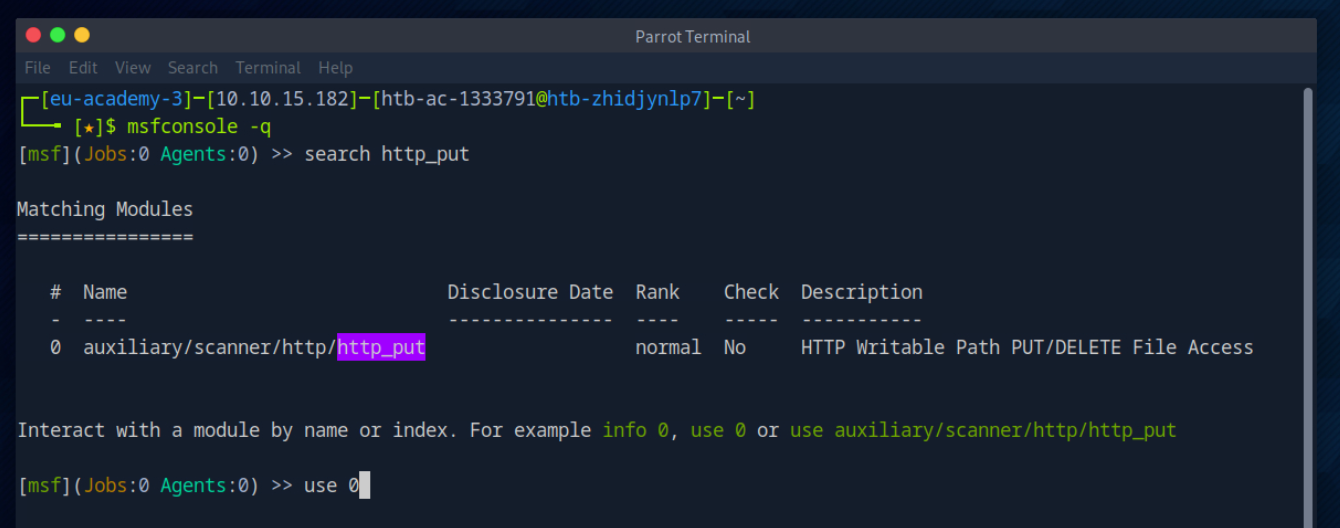 Parrot Terminal
File Edit View Search Terminal Help
┌─[eu-academy-3]─[10.10.15.182]─[htb-ac-1333791@htb-zhidjynlp7]─[~]
└──╼ [★]$ msfconsole -q
[msf](Jobs:0 Agents:0) >> search http_put
Matching Modules
================
# Name Disclosure Date Rank Check Description
- ---- --------------- ---- ----- -----------
0 auxiliary/scanner/http/http_put normal No HTTP Writable Path PUT/DELETE File Access
Interact with a module by name or index. For example info 0, use 0 or use auxiliary/scanner/http/http_put
[msf](Jobs:0 Agents:0) >> use 0